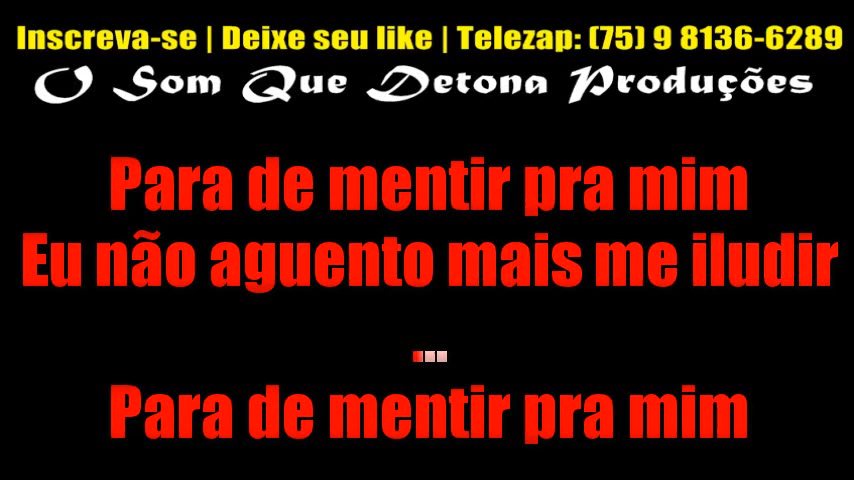 Inscreva-se | Deixe seu like | Telezap: (75) 9 8136-6289
O Som Que Detona Produções
Para de mentir pra mim
Eu não aguento mais me iludir
Para de mentir pra mim